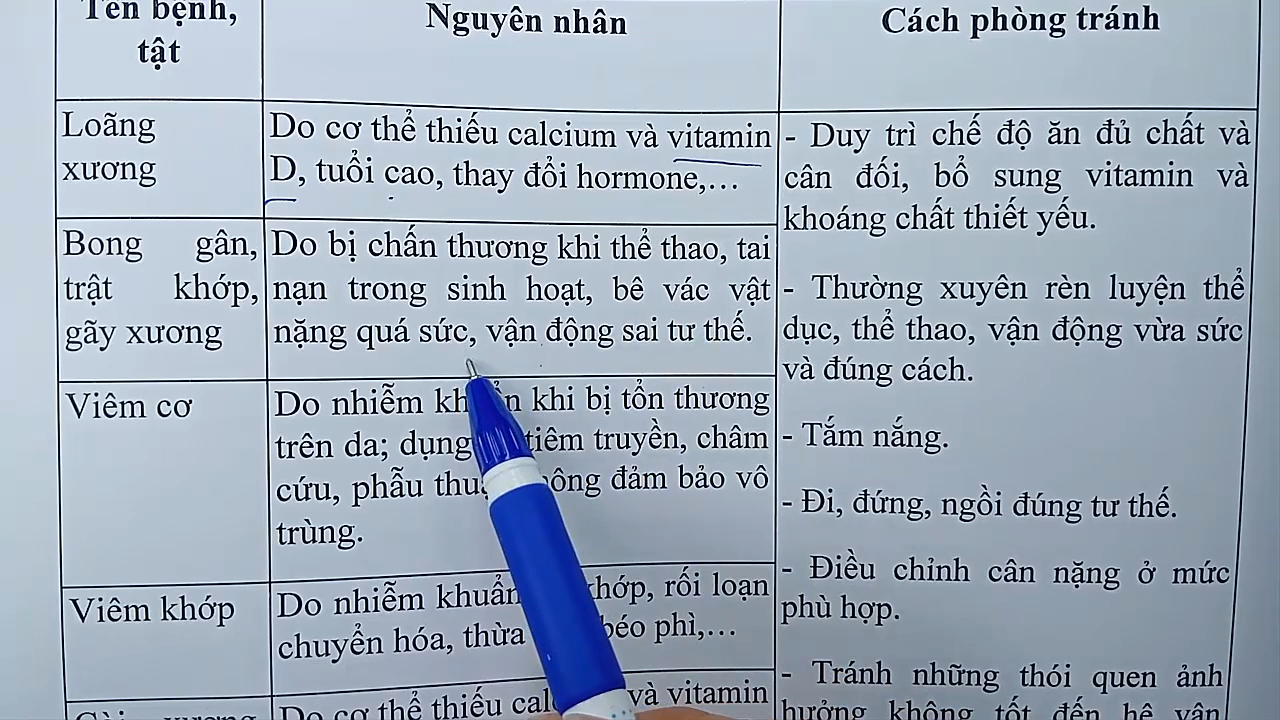 Tên bệnh,
tật
Nguyên nhân
Cách phòng tránh
Loãng
xương
Do cơ thể thiếu calcium và vitamin
D, tuổi cao, thay đổi hormone,…
Bong gân,
trật khớp,
gãy xương
Do bị chấn thương khi thể thao, tai
nạn trong sinh hoạt, bê vác vật
nặng quá sức, vận động sai tư thế.
Viêm cơ
Do nhiễm khi bị tổn thương
trên da; dụng tiêm truyền, châm
cứu, phẫu đảm bảo vô
trùng.
Viêm khớp
Do nhiễm khuẩn khớp, rối loạn
chuyển hóa, thừa béo phì,…
Do cơ thể thiếu và vitamin
- Duy trì chế độ ăn đủ chất và
cân đối, bổ sung vitamin và
khoáng chất thiết yếu.
- Thường xuyên rèn luyện thể
dục, thể thao, vận động vừa sức
và đúng cách.
- Tắm nắng.
- Đi, đứng, ngồi đúng tư thế.
- Điều chỉnh cân nặng ở mức
phù hợp.
- Tránh những thói quen ảnh
hưởng không tốt đến hệ vận